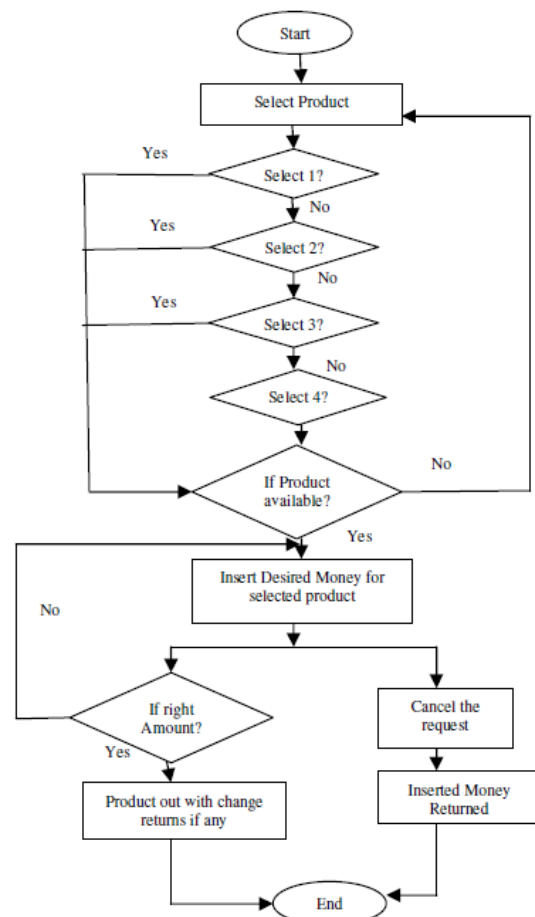 Start
Select Product
Yes
Select 1?
No
Yes
Select 2?
No
Yes
Select 3?
No
Select 4?
If Product
available?
No
Yes
Insert Desired Money for
selected product
No
If right
Amount?
Yes
Cancel the
request
Product out with change
returns if any
Inserted Money
Returned
End